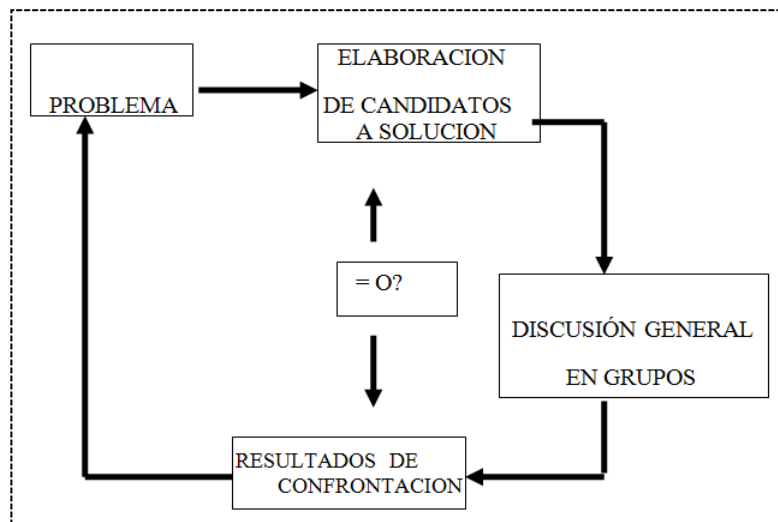 PROBLEMA
ELABORACION
DE CANDIDATOS
A SOLUCION
= O?
DISCUSIÓN GENERAL
EN GRUPOS
RESULTADOS DE
CONFRONTACION